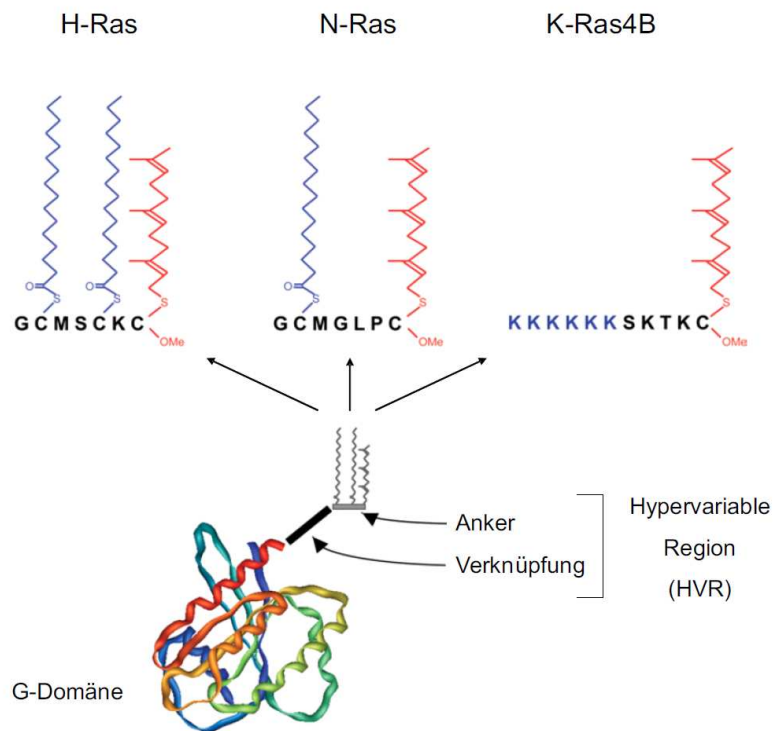 H-Ras
N-Ras
K-Ras4B
O
S
O
S
S
GCMSCKC
OMe
O
S
S
GCMGLPC
OMe
S
KKKKKKSKTKC
OMe
Anker
Verknüpfung
Hypervariable
Region
(HVR)
G-Domäne